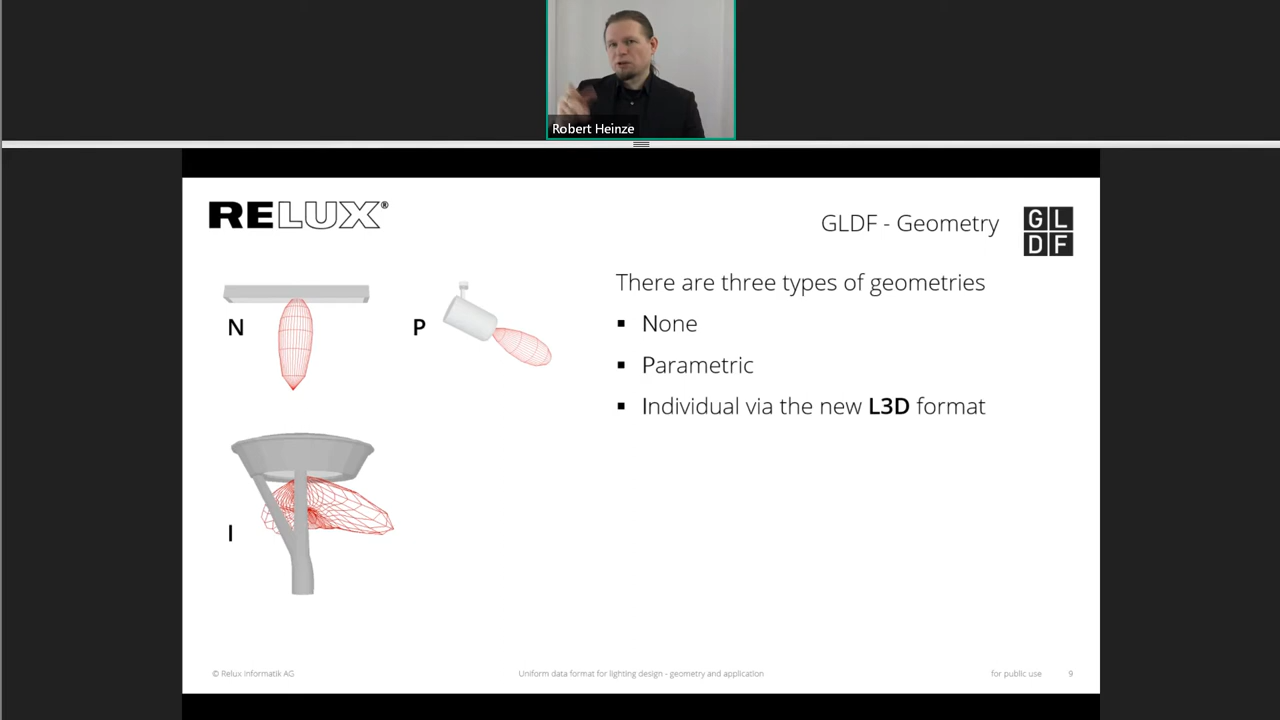 Robert Heinze
RELUX®
GLDF - Geometry
GL
DF
There are three types of geometries
N
P
▪ None
▪ Parametric
▪ Individual via the new L3D format
I
© Relux Informatik AG
Uniform data format for lighting design - geometry and application
for public use
9